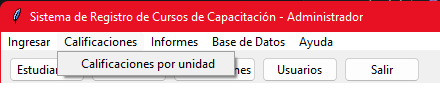 Sistema de Registro de Cursos de Capacitación - Administrador
Ingresar Calificaciones Informes Base de Datos Ayuda
Calificaciones por unidad
Usuarios Salir